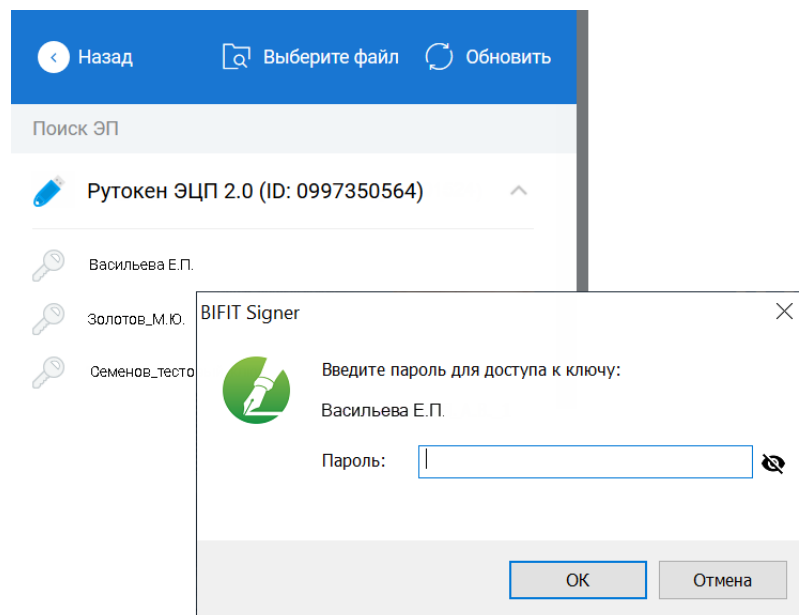 Назад
Выберите файл
Обновить
Поиск ЭП
Рутокен ЭЦП 2.0 (ID: 0997350564)
Васильева Е.П.
Золотов_М.Ю.
Семенов_тесто
BIFIT Signer
Введите пароль для доступа к ключу:
Васильева Е.П.
Пароль:
ОК
Отмена